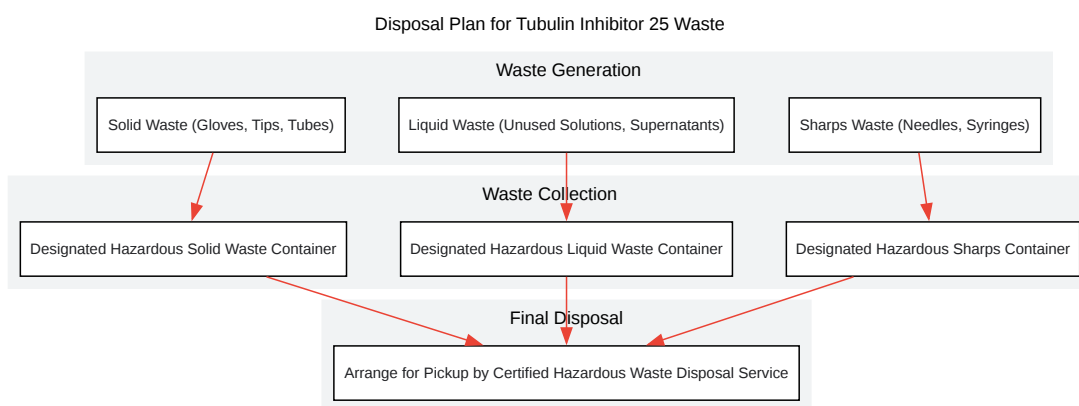 Disposal Plan for Tubulin Inhibitor 25 Waste
Waste Generation
Solid Waste (Gloves, Tips, Tubes)
Liquid Waste (Unused Solutions, Supernatants)
Sharps Waste (Needles, Syringes)
Waste Collection
Designated Hazardous Solid Waste Container
Designated Hazardous Liquid Waste Container
Designated Hazardous Sharps Container
Final Disposal
Arrange for Pickup by Certified Hazardous Waste Disposal Service